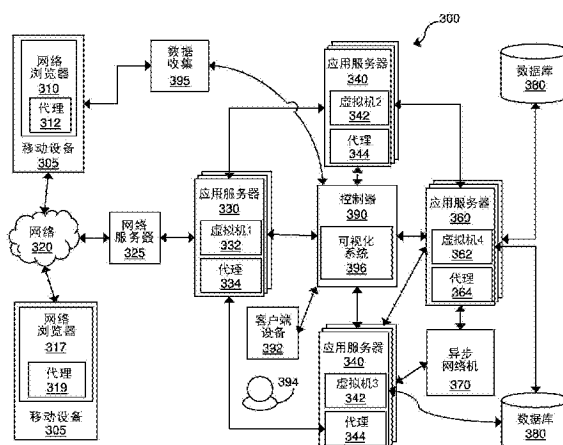 300
网络
浏览器
310
代理
312
移动设备
305
数据
收集
395
应用服务器
340
虚拟机2
342
代理
344
数据库
380
网络
320
网络
服务器
325
应用服务器
330
虚拟机1
332
代理
334
控制器
390
可视化
系统
396
应用服务器
360
虚拟机4
362
代理
364
网络
浏览器
317
代理
319
移动设备
305
客户端
设备
392
394
应用服务器
340
虚拟机3
342
代理
344
异步
网络机
370
数据库
380